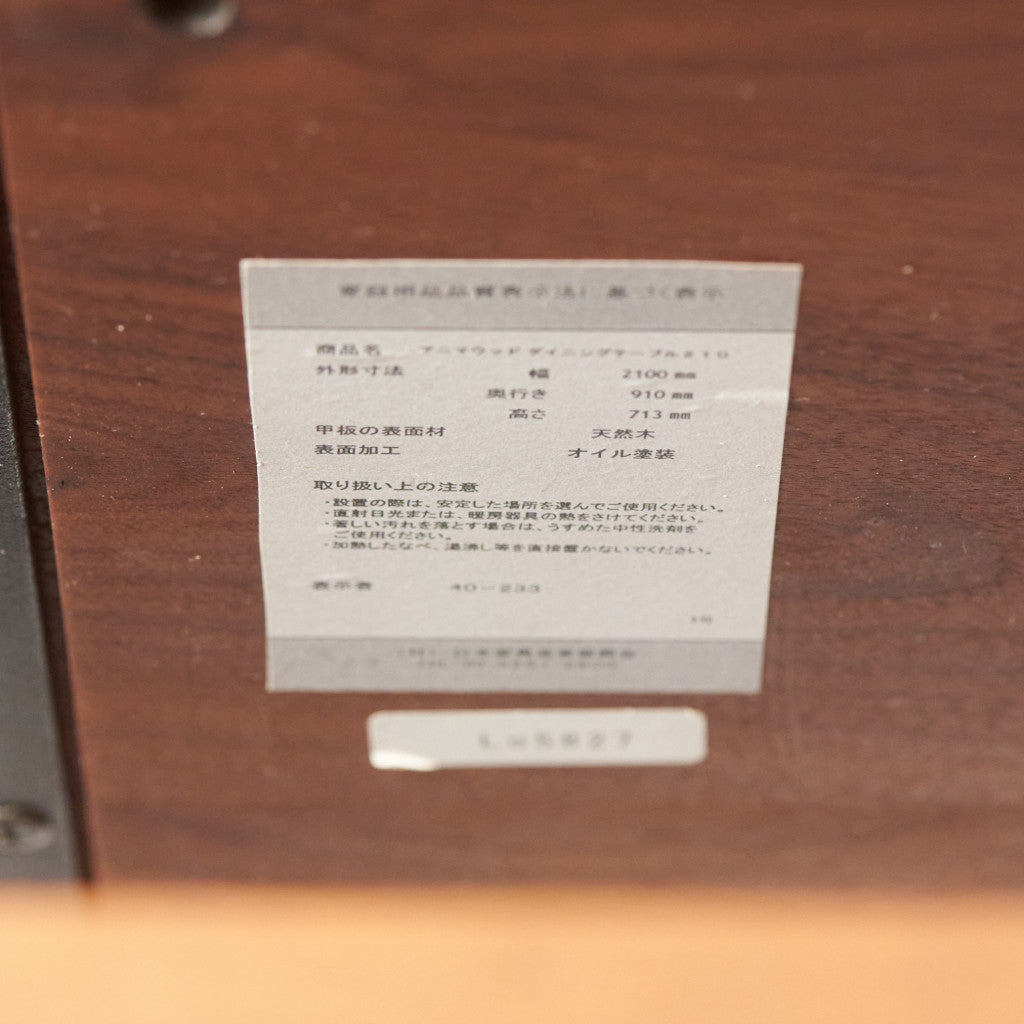 家庭用品品質表示法に基づく表示
商品名 アニマウッド ダイニングテーブル210
外形寸法 幅 2100 mm
奥行き 910 mm
高さ 713 mm
甲板の表面材 天然木
表面加工 オイル塗装
取り扱い上の注意
・設置の際は、安定した場所を選んでご使用ください。
・直射日光または、暖房器具の熱をさけてください。
・著しい汚れを落とす場合は、うすめた中性洗剤を
ご使用ください。
・加熱したなべ、湯沸し等を直接置かないでください。
表示者 40-233